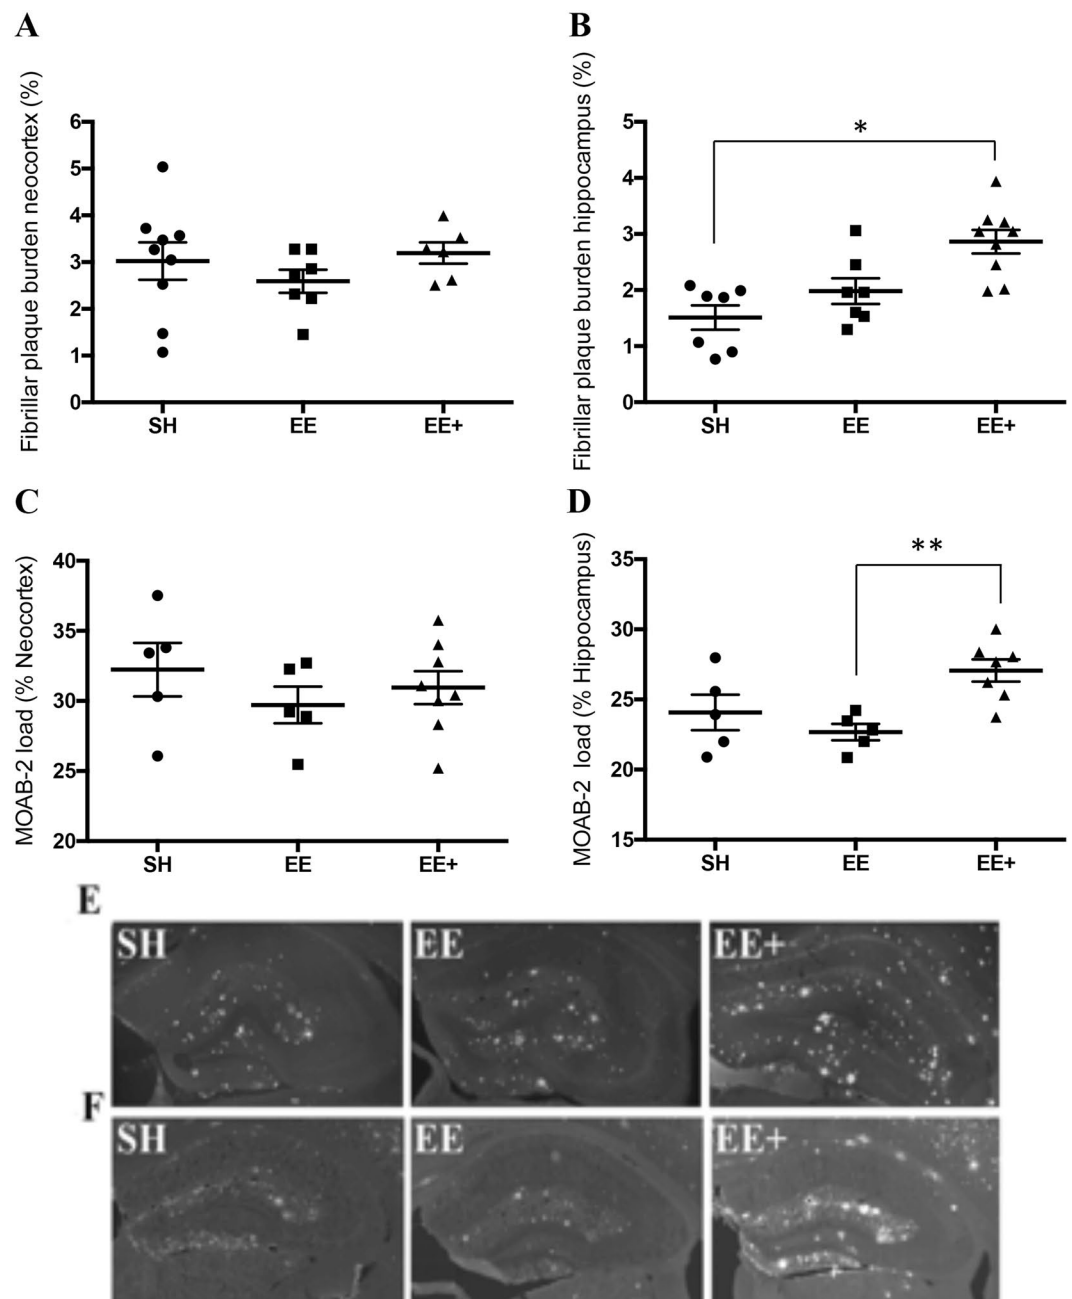 A
Fibrillar plaque burden neocortex (%)
6
5
4
3
2
1
0
SH EE EE+
B
Fibrillar plaque burden hippocampus (%)
5
4
3
2
1
0
*
SH EE EE+
C
MOAB-2 load (% Neocortex)
40
35
30
25
20
SH EE EE+
D
MOAB-2 load (% Hippocampus)
35
30
25
20
15
**
SH EE EE+
E
SH EE EE+
F
SH EE EE+